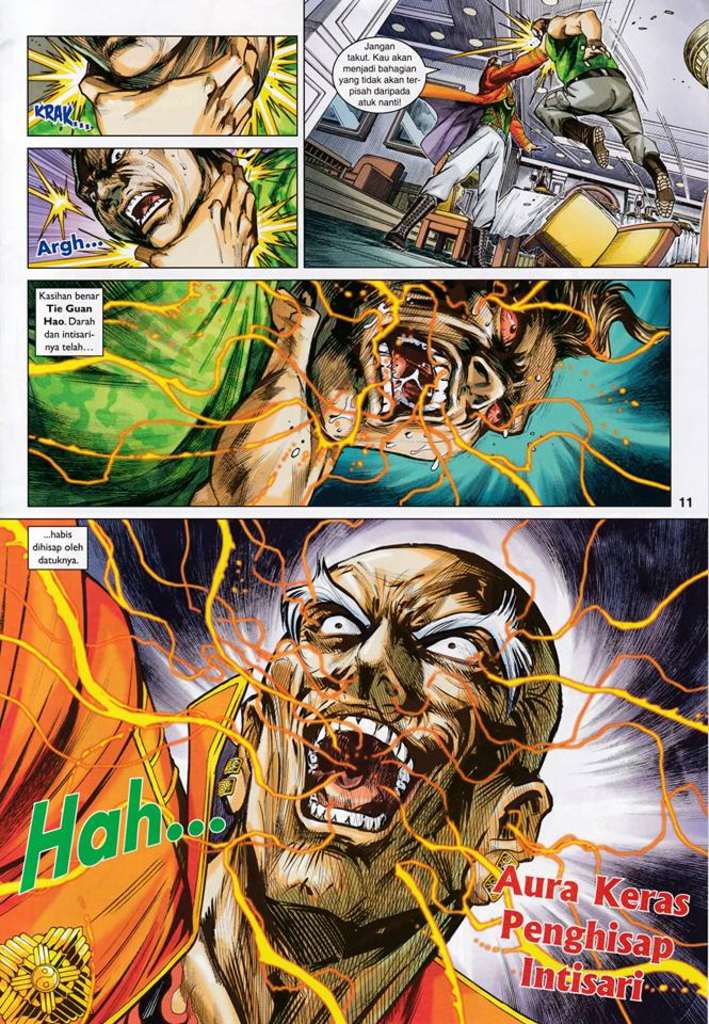 KRAK...
Argh...
Jangan
takut. Kau akan
menjadi bahagian
yang tidak akan ter-
pisah daripada
atuk nanti!
Kasihan benar
Tie Guan
Hao. Darah
dan intisari-
nya telah...
11
...habis
dihisap oleh
datuknya.
Hah...
Aura Keras
Penghisap
Intisari...